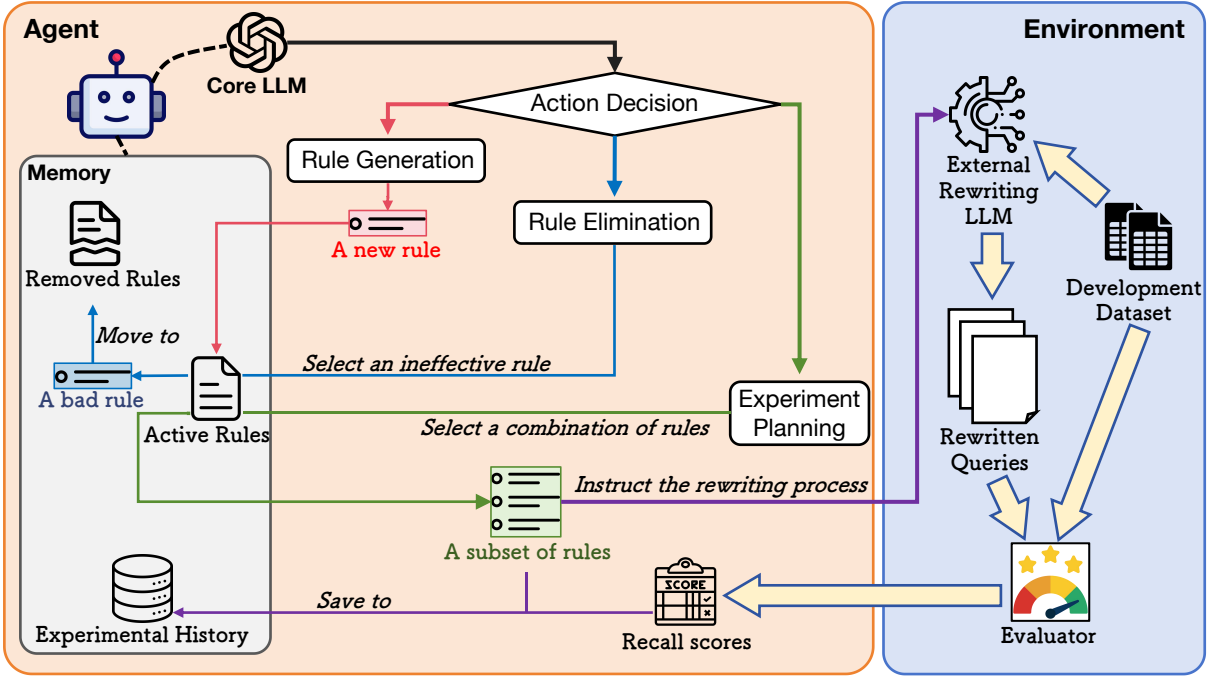 Agent
Environment
Core LLM
Action Decision
Rule Generation
External
Rewriting
LLM
Memory
Rule Elimination
A new rule
Removed Rules
Development
Dataset
Move to
Select an ineffective rule
A bad rule
Experiment
Planning
Active Rules
Select a combination of rules
Rewritten
Queries
Instruct the rewriting process
A subset of rules
SCORE
Save to
Experimental History
Recall scores
Evaluator